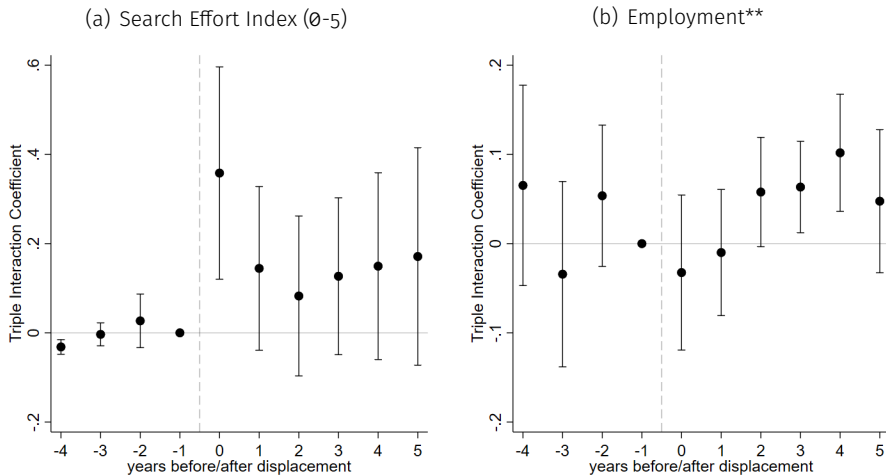 (a) Search Effort Index (0-5)
Triple Interaction Coefficient
.6
.4
.2
0
-.2
-4 -3 -2 -1 0 1 2 3 4 5
years before/after displacement
(b) Employment**
Triple Interaction Coefficient
.2
.1
0
-.1
-.2
-4 -3 -2 -1 0 1 2 3 4 5
years before/after displacement